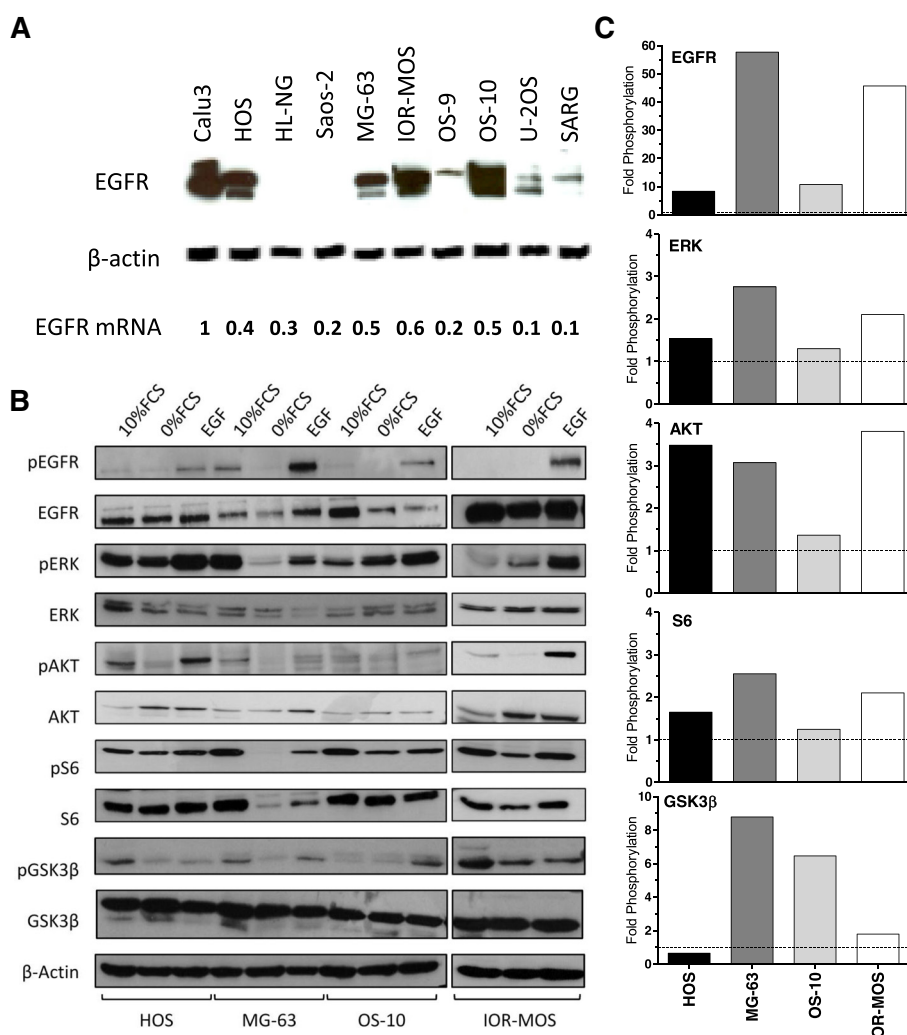 A
Calu3 HOS HL-NG Saos-2 MG-63 IOR-MOS OS-9 OS-10 U-2OS SARG
EGFR
β-actin
EGFR mRNA 1 0.4 0.3 0.2 0.5 0.6 0.2 0.5 0.1 0.1
B
10%FCS 0%FCS EGF 10%FCS 0%FCS EGF 10%FCS 0%FCS EGF 10%FCS 0%FCS EGF
pEGFR
EGFR
pERK
ERK
pAKT
AKT
pS6
S6
pGSK3β
GSK3β
β-Actin
HOS MG-63 OS-10 IOR-MOS
C
EGFR
Fold Phosphorylation
60
50
40
30
20
10
0
ERK
Fold Phosphorylation
4
3
2
1
0
AKT
Fold Phosphorylation
4
3
2
1
0
S6
Fold Phosphorylation
4
3
2
1
0
GSK3β
Fold Phosphorylation
10
8
6
4
2
0
HOS MG-63 OS-10 IOR-MOS